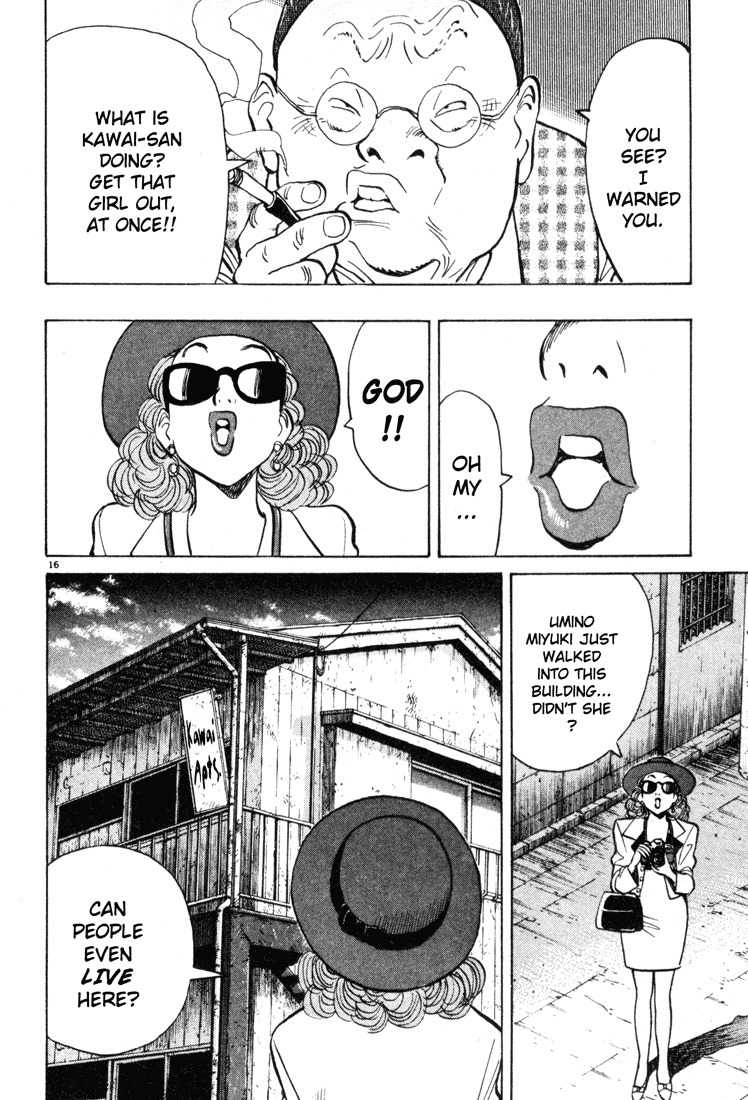 YOU
SEE?
I
WARNED
YOU.
WHAT IS
KAWAI-SAN
DOING?
GET THAT
GIRL OUT,
AT ONCE!!
OH
MY
...
GOD
!!
16
UMINO
MIYUKI JUST
WALKED
INTO THIS
BUILDING...
DIDN'T SHE
?
Kawai
Apts.
CAN
PEOPLE
EVEN
LIVE
HERE?